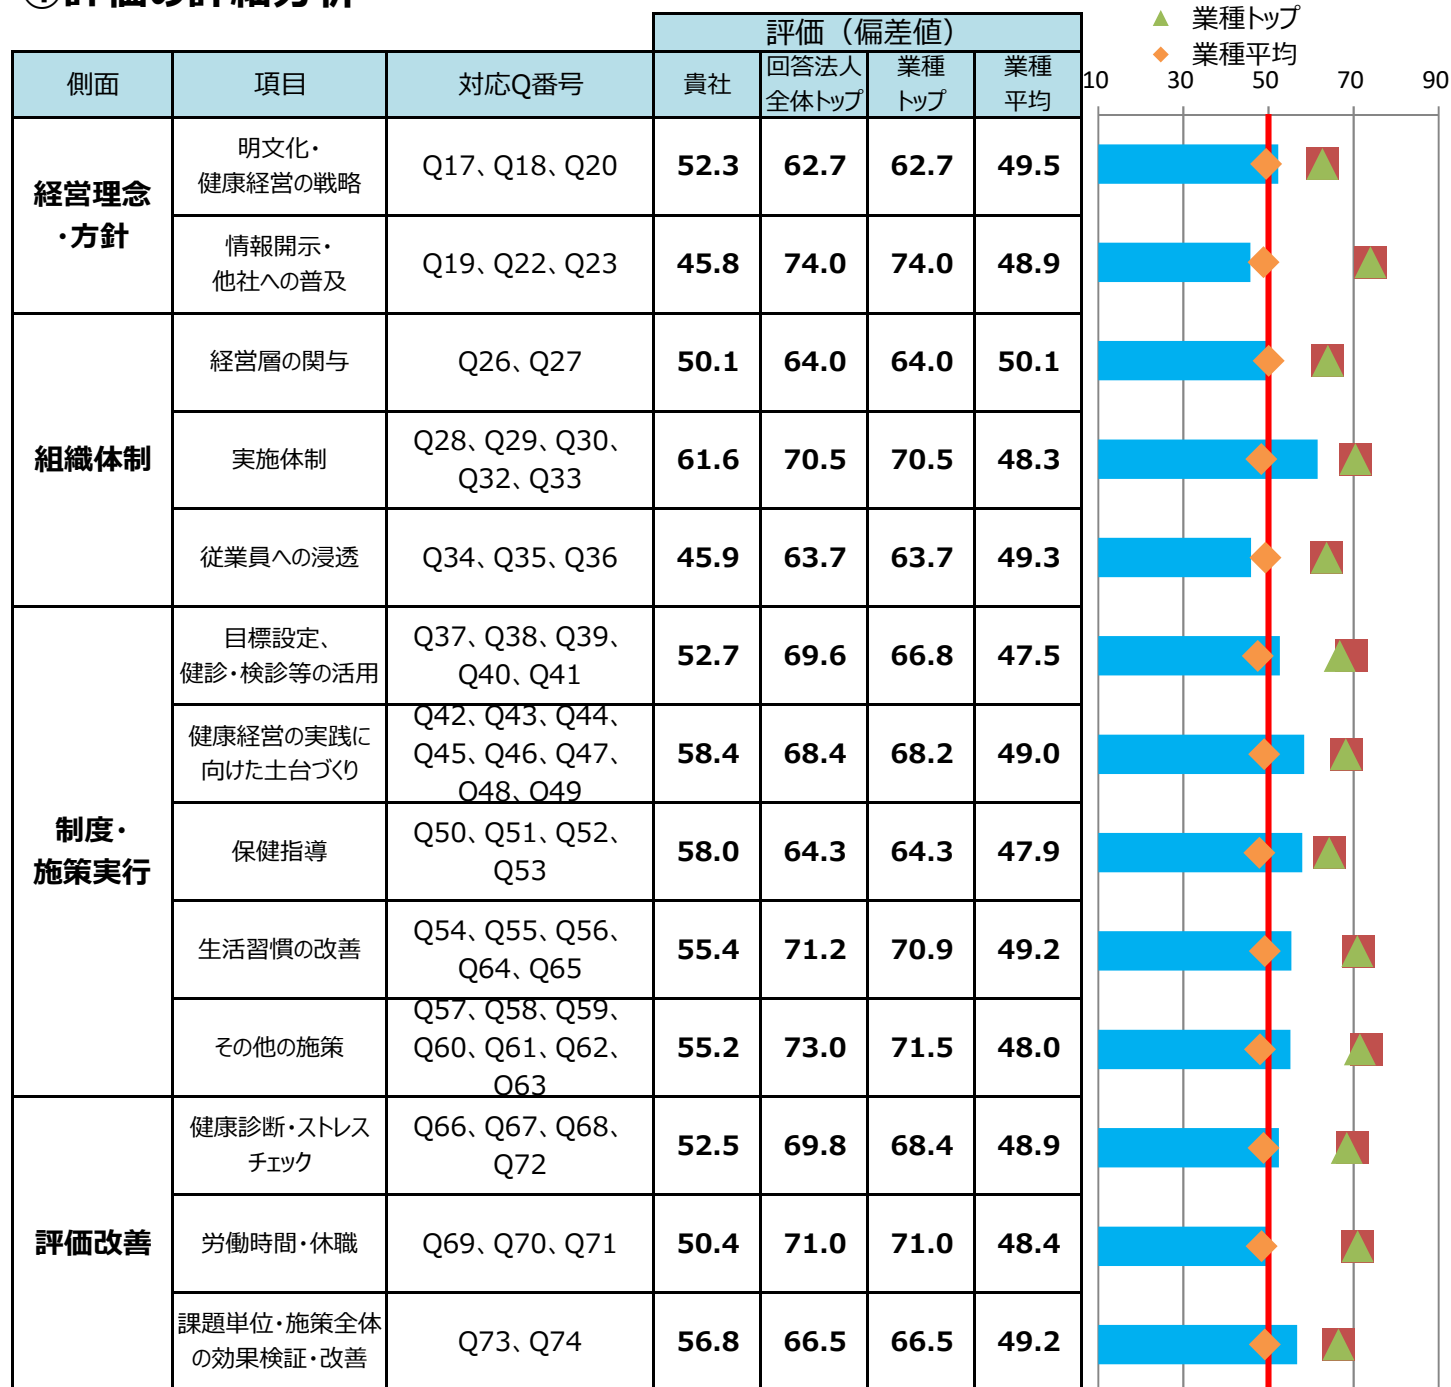 ①評価の詳細分析
▲ 業種トップ
◆ 業種平均
評価（偏差値）
側面 項目 対応Q番号 貴社 回答法人全体トップ 業種トップ 業種平均
10 30 50 70 90
経営理念
・方針
明文化・
健康経営の戦略
Q17、Q18、Q20 52.3 62.7 62.7 49.5
情報開示・
他社への普及
Q19、Q22、Q23 45.8 74.0 74.0 48.9
組織体制
経営層の関与 Q26、Q27 50.1 64.0 64.0 50.1
実施体制
Q28、Q29、Q30、
Q32、Q33
61.6 70.5 70.5 48.3
従業員への浸透 Q34、Q35、Q36 45.9 63.7 63.7 49.3
制度・
施策実行
目標設定、
健診・検診等の活用
Q37、Q38、Q39、
Q40、Q41
52.7 69.6 66.8 47.5
健康経営の実践に
向けた土台づくり
Q42、Q43、Q44、
Q45、Q46、Q47、
Q48、Q49
58.4 68.4 68.2 49.0
保健指導
Q50、Q51、Q52、
Q53
58.0 64.3 64.3 47.9
生活習慣の改善
Q54、Q55、Q56、
Q64、Q65
55.4 71.2 70.9 49.2
その他の施策
Q57、Q58、Q59、
Q60、Q61、Q62、
Q63
55.2 73.0 71.5 48.0
評価改善
健康診断・ストレス
チェック
Q66、Q67、Q68、
Q72
52.5 69.8 68.4 48.9
労働時間・休職 Q69、Q70、Q71 50.4 71.0 71.0 48.4
課題単位・施策全体
の効果検証・改善
Q73、Q74 56.8 66.5 66.5 49.2